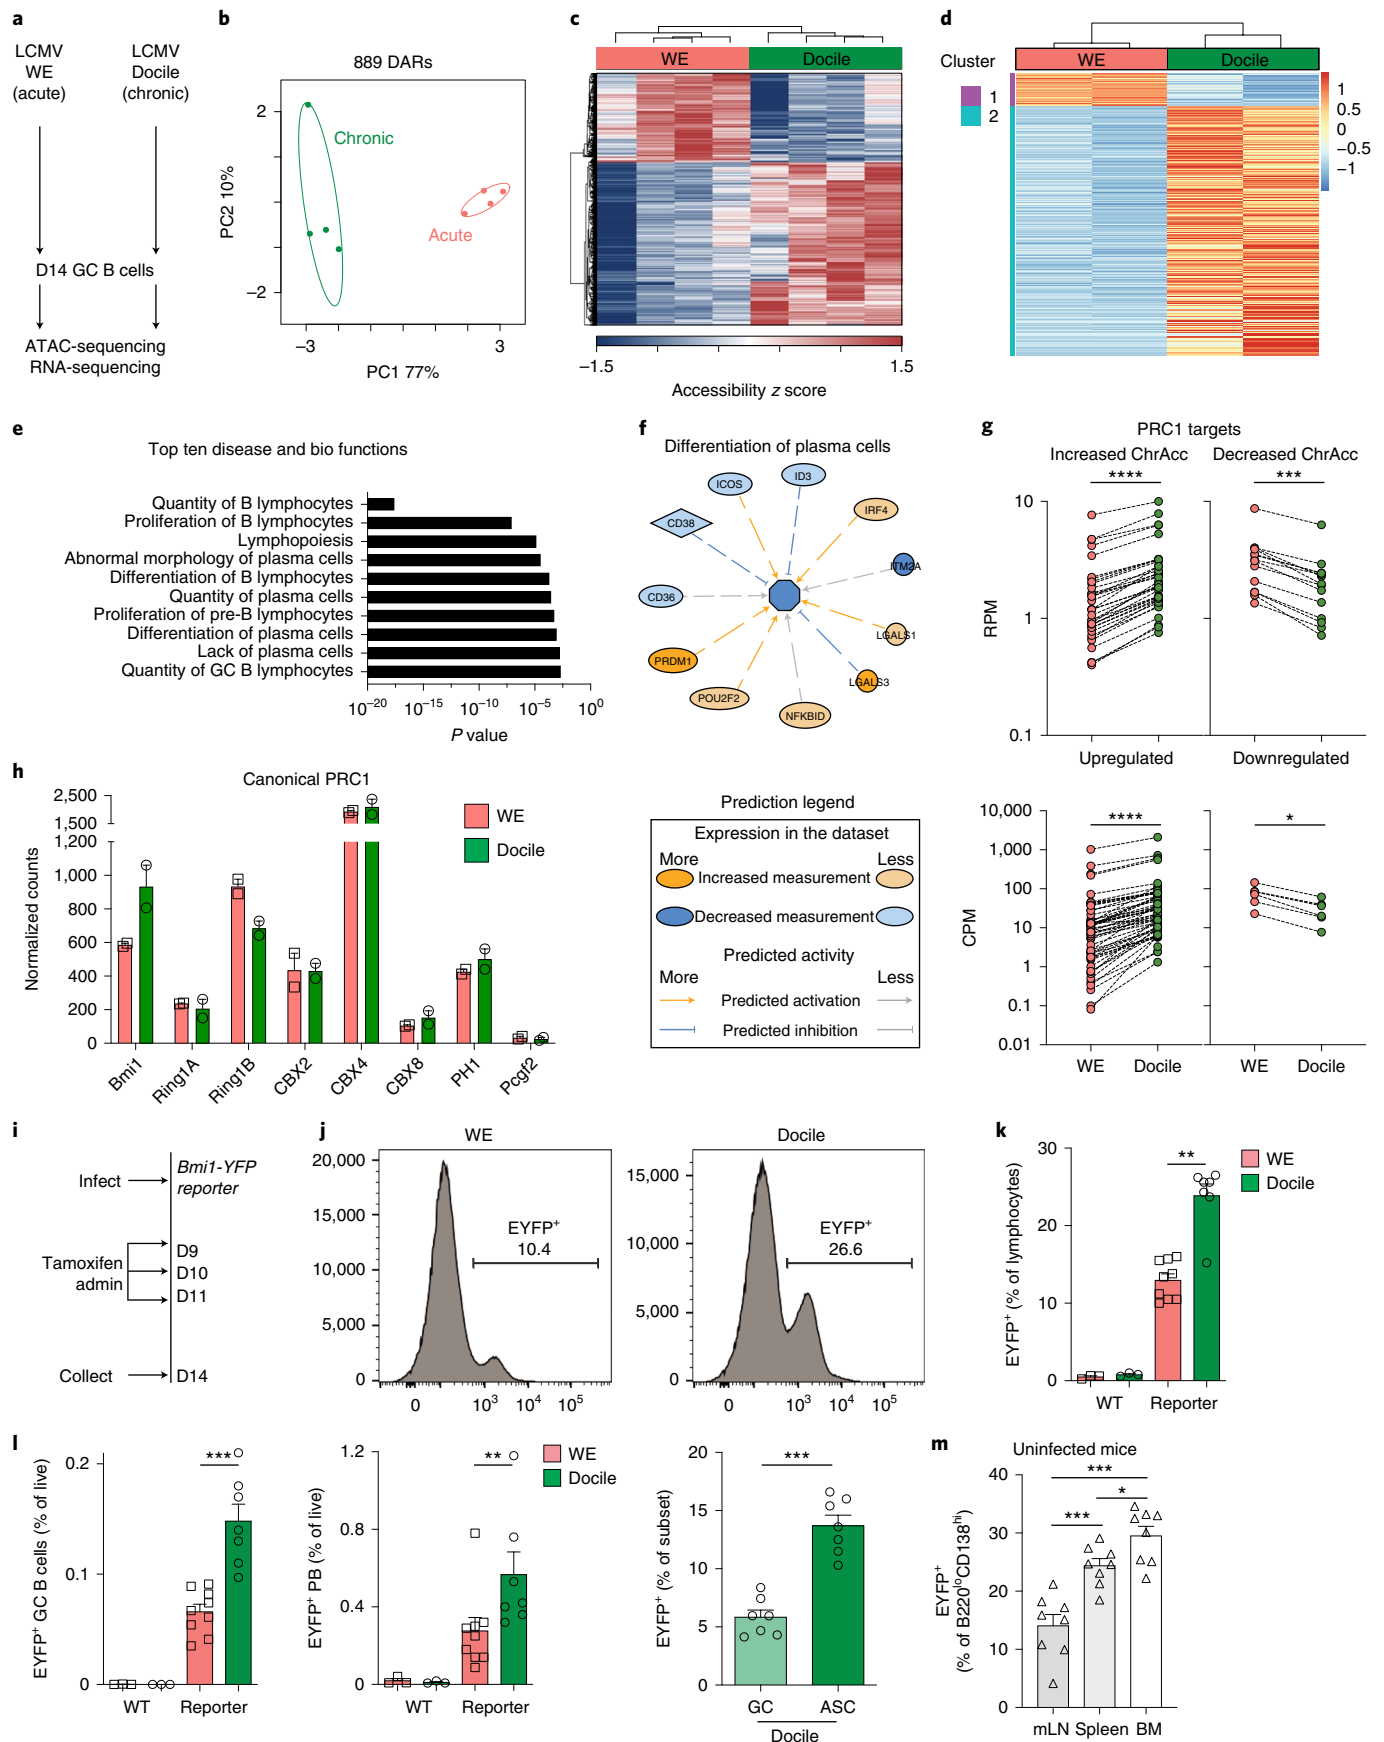 a
LCMV
WE
(acute)
LCMV
Docile
(chronic)
D14 GC B cells
ATAC-sequencing
RNA-sequencing
b
889 DARs
2
−2
PC2 10%
Chronic
Acute
−3
3
PC1 77%
c
WE
Docile
−1.5
1.5
Accessibility z score
d
Cluster
1
2
WE
Docile
1
0.5
0
−0.5
−1
e
Top ten disease and bio functions
Quantity of B lymphocytes
Proliferation of B lymphocytes
Lymphopoiesis
Abnormal morphology of plasma cells
Differentiation of B lymphocytes
Quantity of plasma cells
Proliferation of pre-B lymphocytes
Differentiation of plasma cells
Lack of plasma cells
Quantity of GC B lymphocytes
10⁻²⁰ 10⁻¹⁵ 10⁻¹⁰ 10⁻⁵ 10⁰
P value
f
Differentiation of plasma cells
ICOS
ID3
CD38
IRF4
ITM2A
CD36
LGALS1
PRDM1
LGALS3
POU2F2
NFKBID
Prediction legend
Expression in the dataset
More Less
Increased measurement
Decreased measurement
Predicted activity
More Less
Predicted activation
Predicted inhibition
g
PRC1 targets
Increased ChrAcc
Decreased ChrAcc
****
***
10
1
0.1
RPM
Upregulated
Downregulated
****
*
10,000
1,000
100
10
1
0.1
0.01
CPM
WE Docile
WE Docile
h
Canonical PRC1
2,500
1,500
1,200
1,000
800
600
400
200
0
Normalized counts
WE
Docile
Bmi1
Ring1A
Ring1B
CBX2
CBX4
CBX8
PH1
Pcgf2
i
Infect
Bmi1-YFP
reporter
Tamoxifen
admin
D9
D10
D11
Collect
D14
j
WE
20,000
15,000
10,000
5,000
0
EYFP⁺
10.4
0 10³ 10⁴ 10⁵
Docile
15,000
10,000
5,000
0
EYFP⁺
26.6
0 10³ 10⁴ 10⁵
k
EYFP⁺ (% of lymphocytes)
30
20
10
0
**
WE
Docile
WT Reporter
l
EYFP⁺ GC B cells (% of live)
0.2
0.1
0
***
WT Reporter
EYFP⁺ PB (% of live)
1.2
0.8
0.4
0
**
WE
Docile
WT Reporter
EYFP⁺ (% of subset)
20
15
10
5
0
***
GC ASC
Docile
m
Uninfected mice
EYFP⁺
(% of B220ˡᵒCD138ʰⁱ)
40
30
20
10
0
***
*
***
mLN Spleen BM